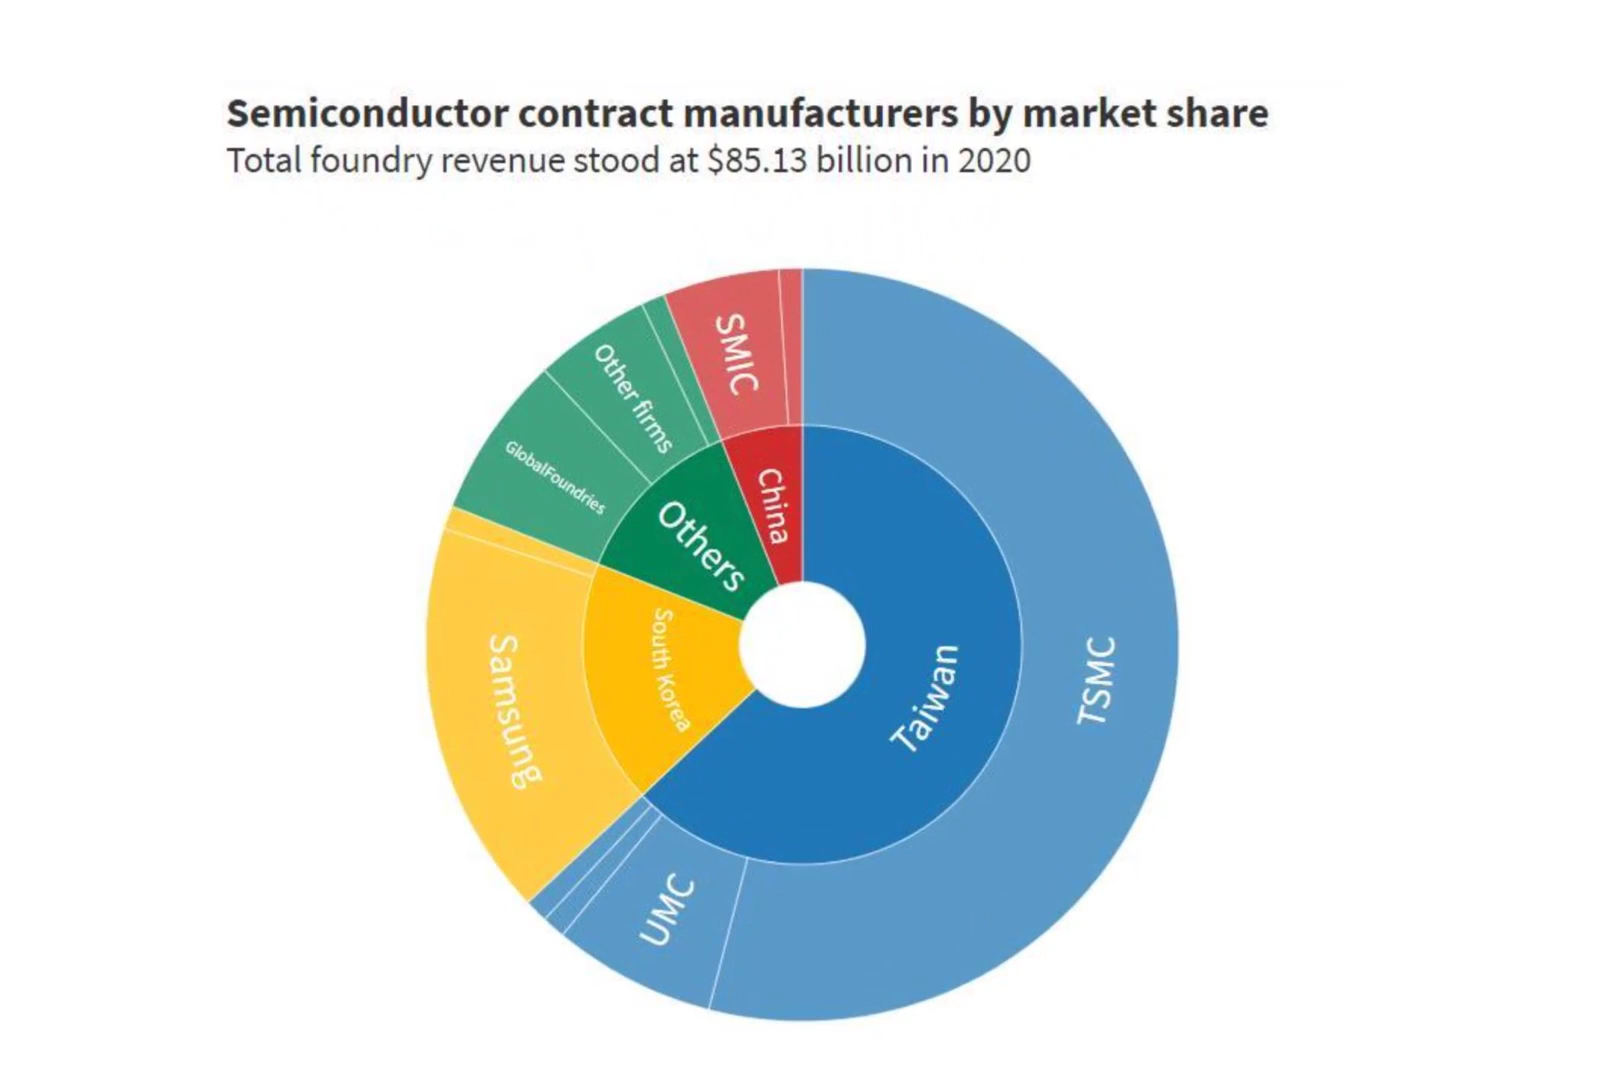 Semiconductor contract manufacturers by market share
Total foundry revenue stood at $85.13 billion in 2020
SMIC
Other firms
GlobalFoundries
China
Others
South Korea
Samsung
Taiwan
TSMC
UMC